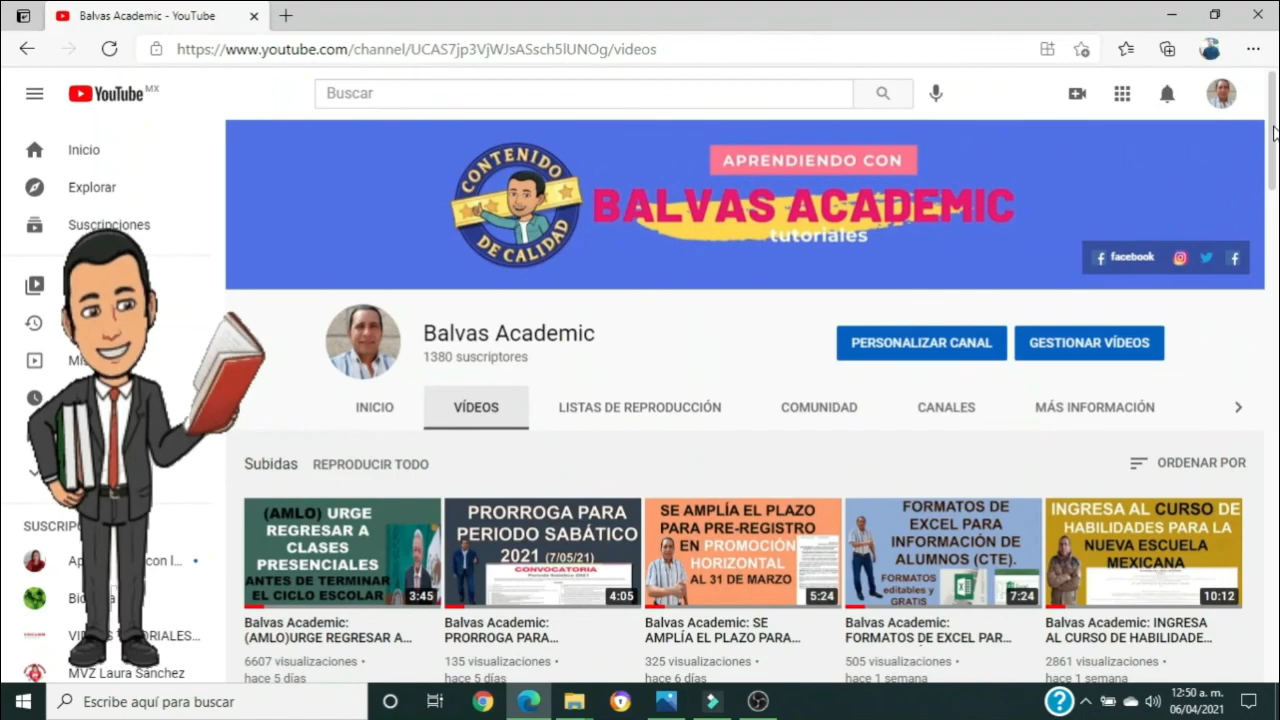 Balvas Academic - YouTube
https://www.youtube.com/channel/UCAS7jp3VjWJsASsch5lUNOg/videos
YouTube MX
Buscar
Inicio
Explorar
Suscripciones
CONTENIDO
DE CALIDAD
APRENDIENDO CON
BALVAS ACADEMIC
tutoriales
facebook
Balvas Academic
1380 suscriptores
PERSONALIZAR CANAL
GESTIONAR VÍDEOS
INICIO
VÍDEOS
LISTAS DE REPRODUCCIÓN
COMUNIDAD
CANALES
MÁS INFORMACIÓN
Subidas
REPRODUCIR TODO
ORDENAR POR
(AMLO) URGE
REGRESAR A
CLASES
PRESENCIALES
ANTES DE TERMINAR
EL CICLO ESCOLAR
3:45
Balvas Academic:
(AMLO)URGE REGRESAR A...
6607 visualizaciones •
hace 5 días
PRORROGA PARA
PERIODO SABÁTICO
2021 (7/05/21)
CONVOCATORIA
4:05
Balvas Academic:
PRORROGA PARA...
135 visualizaciones •
hace 5 días
SE AMPLÍA EL PLAZO
PARA PRE-REGISTRO
EN PROMOCIÓN
HORIZONTAL
AL 31 DE MARZO
5:24
Balvas Academic: SE
AMPLÍA EL PLAZO PARA...
325 visualizaciones •
hace 6 días
FORMATOS DE
EXCEL PARA
INFORMACIÓN DE
ALUMNOS (CTE).
FORMATOS
editables y
GRATIS
7:24
Balvas Academic:
FORMATOS DE EXCEL PAR...
505 visualizaciones •
hace 1 semana
INGRESA AL CURSO DE
HABILIDADES PARA LA
NUEVA ESCUELA
MEXICANA
10:12
Balvas Academic: INGRESA
AL CURSO DE HABILIDADE...
2861 visualizaciones •
hace 1 semana
con l...
TUTORIALES...
MVZ Laura Sánchez
Escribe aquí para buscar
12:50 a. m.
06/04/2021